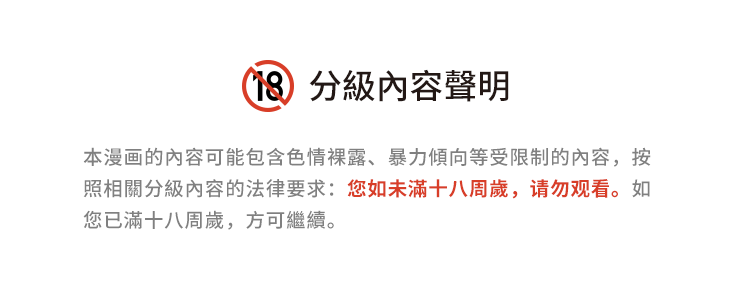 18 分級內容聲明
本漫画的內容可能包含色情裸露、暴力傾向等受限制的內容，按
照相關分級內容的法律要求：您如未滿十八周歲，请勿观看。如
您已滿十八周歲，方可繼續。